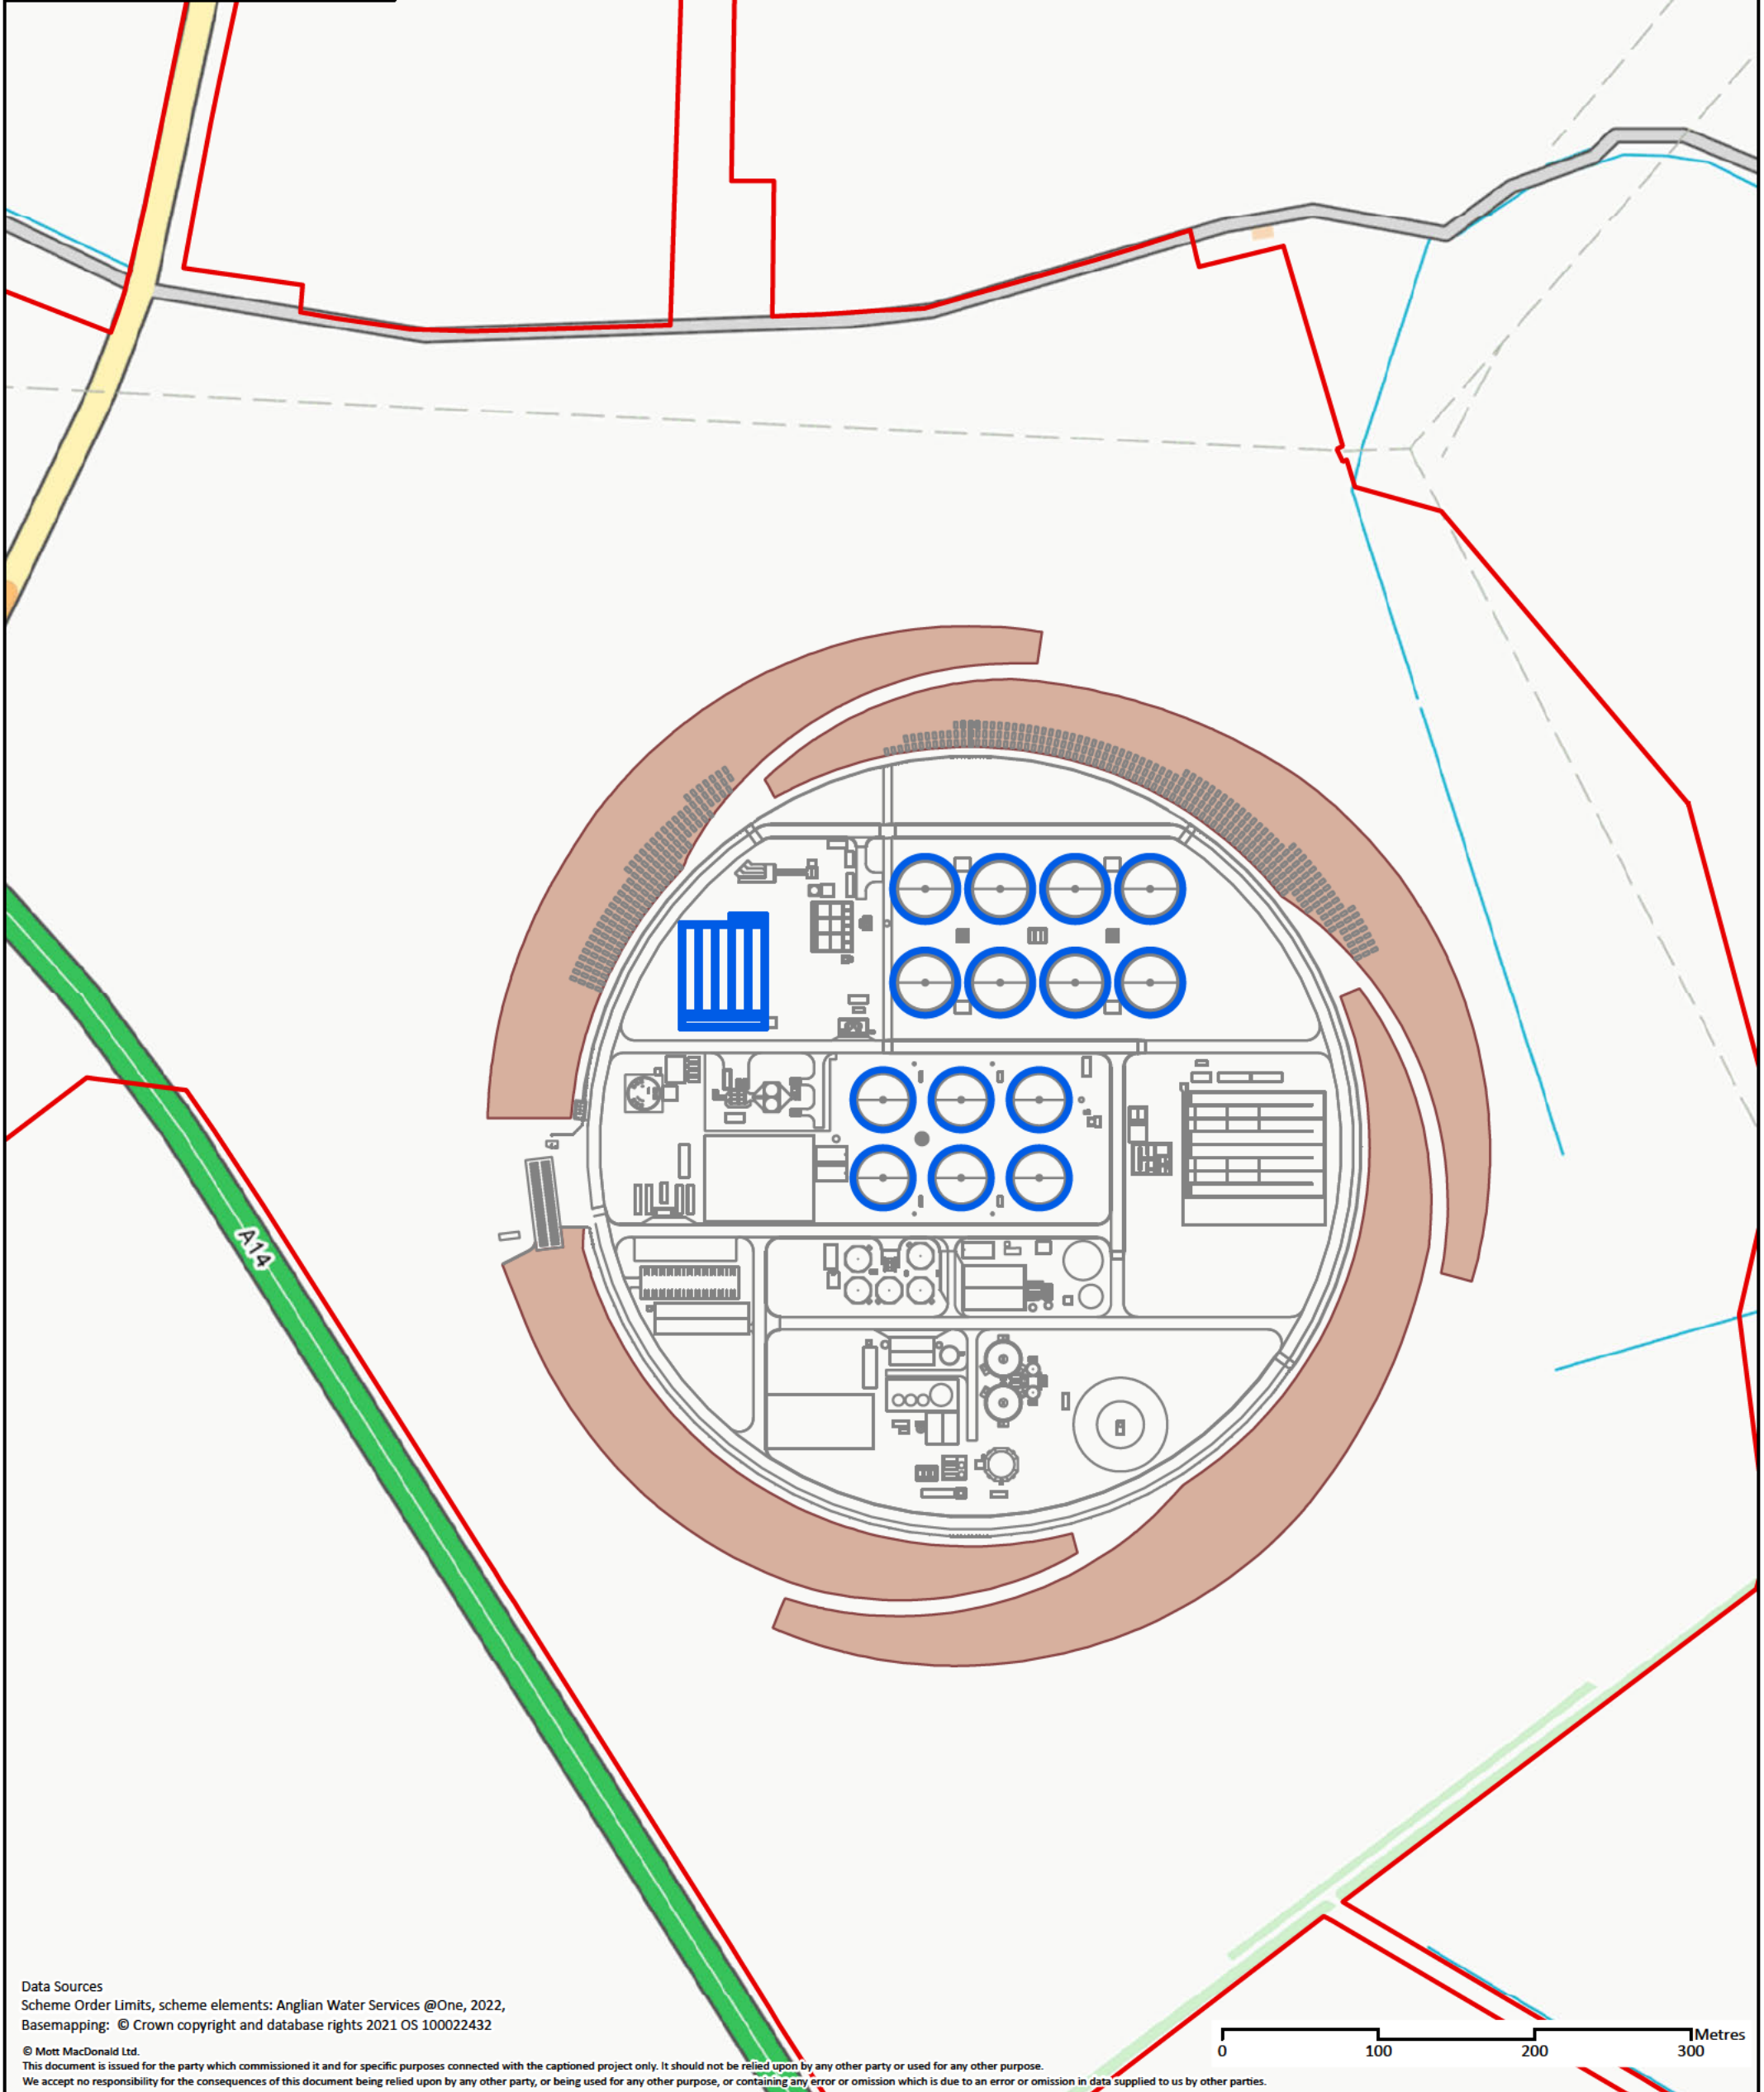 A14
Data Sources
Scheme Order Limits, scheme elements: Anglian Water Services @One, 2022,
Basemapping: © Crown copyright and database rights 2021 OS 100022432
© Mott MacDonald Ltd.
This document is issued for the party which commissioned it and for specific purposes connected with the captioned project only. It should not be relied upon by any other party or used for any other purpose.
We accept no responsibility for the consequences of this document being relied upon by any other party, or being used for any other purpose, or containing any error or omission which is due to an error or omission in data supplied to us by other parties.
Metres
0 100 200 300